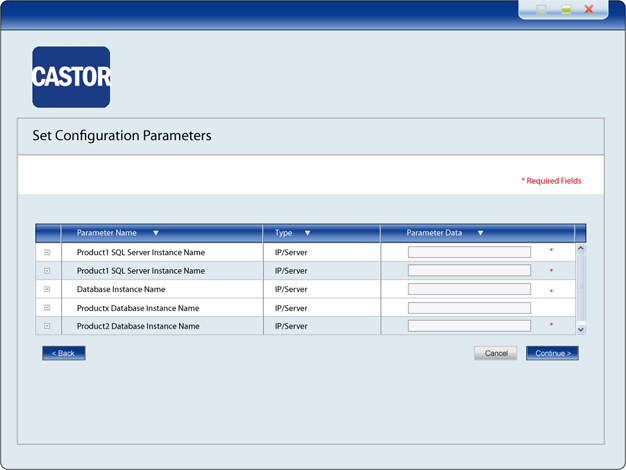 CASTOR
Set Configuration Parameters
* Required Fields
Parameter Name ▼ Type ▼ Parameter Data ▼
Product1 SQL Server Instance Name IP/Server *
Product1 SQL Server Instance Name IP/Server *
Database Instance Name IP/Server *
Productx Database Instance Name IP/Server
Product2 Database Instance Name IP/Server *
< Back Cancel Continue >